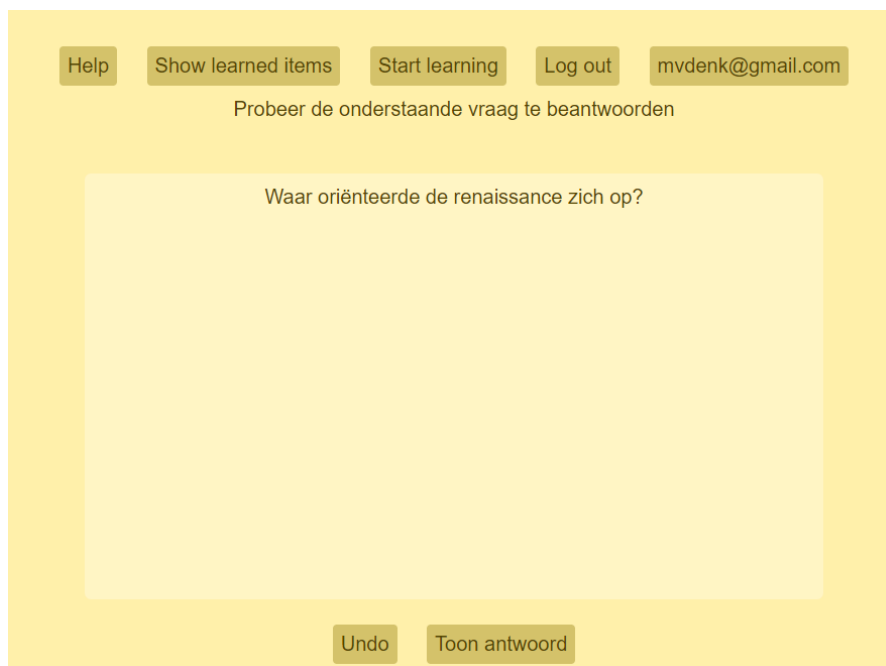 Help Show learned items Start learning Log out mvdenk@gmail.com
Probeer de onderstaande vraag te beantwoorden
Waar oriënteerde de renaissance zich op?
Undo Toon antwoord